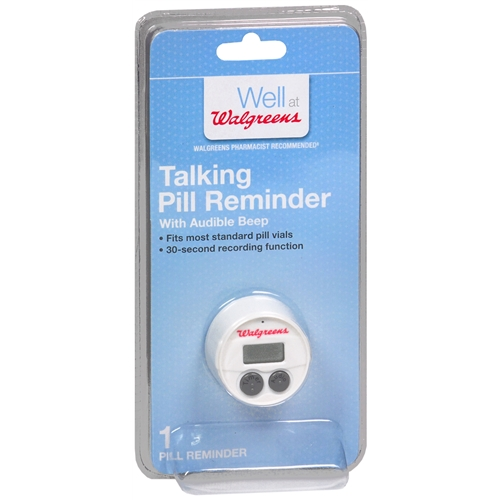 Well at
Walgreens
WALGREENS PHARMACIST RECOMMENDED®
Talking
Pill Reminder
With Audible Beep
• Fits most standard pill vials
• 30-second recording function
Walgreens
1
PILL REMINDER